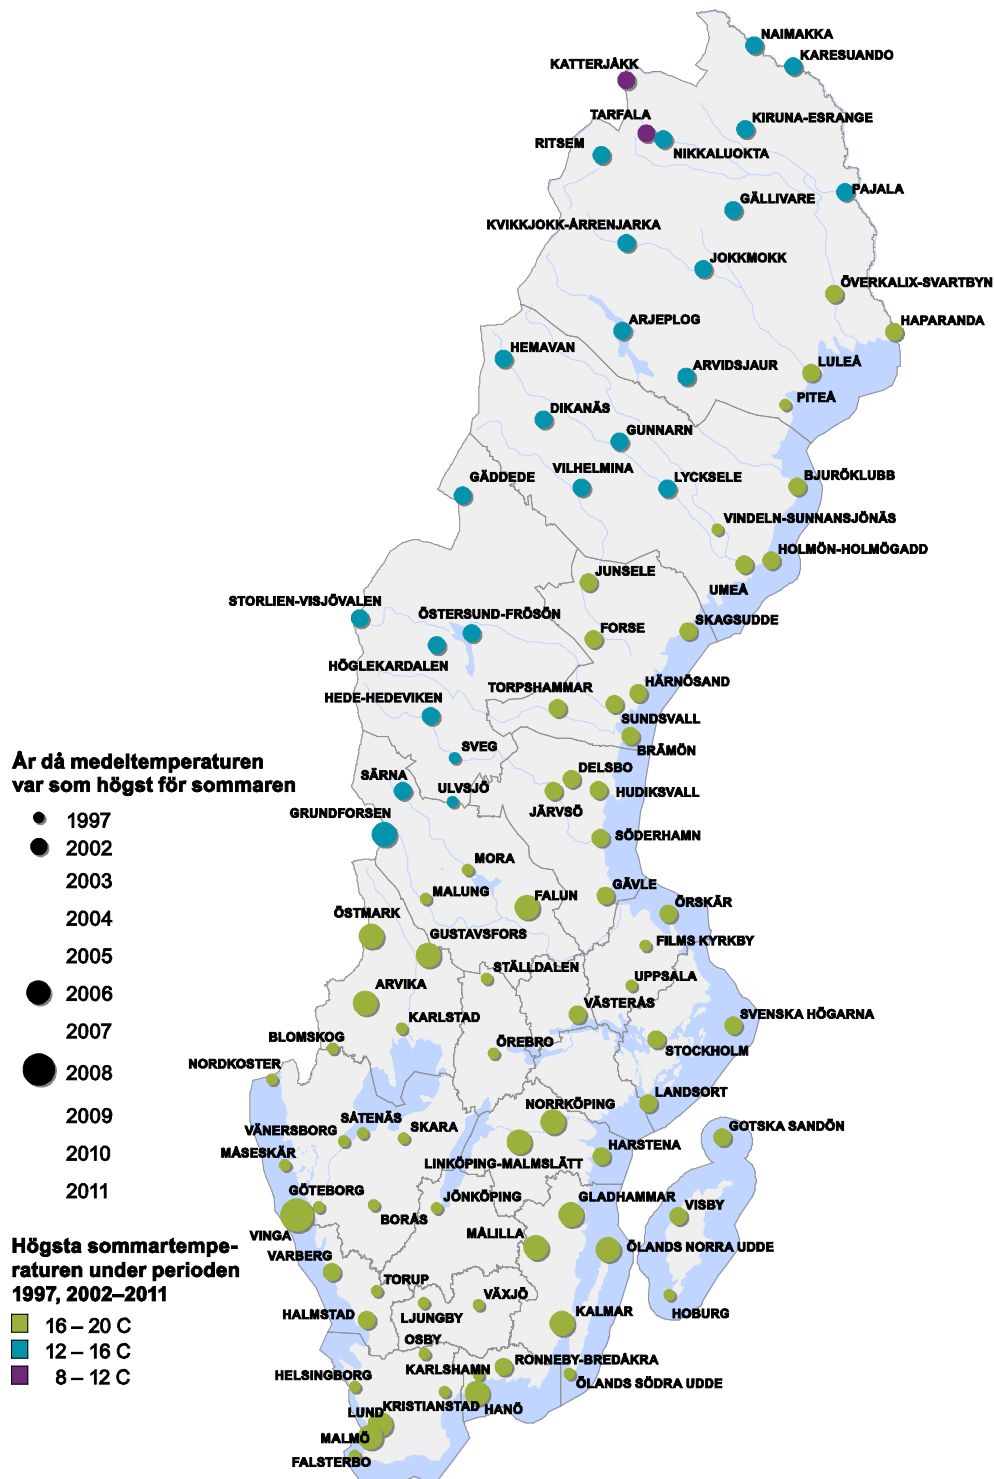 NAIMAKKA
KARESUANDO
KATTERJÅKK
TARFALA
KIRUNA-ESRANGE
RITSEM
NIKKALUOKTA
PAJALA
GÄLLIVARE
KVIKKJOKK-ÅRRENJARKA
JOKKMOKK
ÖVERKALIX-SVARTBYN
ARJEPLOG
HAPARANDA
HEMAVAN
LULEÅ
ARVIDSJAUR
PITEÅ
DIKANÄS
GUNNARN
VILHELMINA
GÄDDEDE
LYCKSELE
BJURÖKLUBB
VINDELN-SUNNANSJÖNÄS
HOLMÖN-HOLMÖGADD
JUNSELE
UMEÅ
STORLIEN-VISJÖVALEN
ÖSTERSUND-FRÖSÖN
SKAGSUDDE
FORSE
HÖGLEKARDALEN
HÄRNÖSAND
TORPSHAMMAR
HEDE-HEDEVIKEN
SUNDSVALL
SVEG
BRÄMÖN
År då medeltemperaturen
var som högst för sommaren
DELSBO
SÄRNA
ULVSJÖ
HUDIKSVALL
GRUNDFORSEN
JÄRVSÖ
1997
SÖDERHAMN
2002
MORA
2003
GÄVLE
MALUNG
FALUN
ÖRSKÄR
2004
ÖSTMARK
GUSTAVSFORS
FILMS KYRKBY
2005
STÄLLDALEN
UPPSALA
ARVIKA
2006
VÄSTERÅS
KARLSTAD
SVENSKA HÖGARNA
2007
BLOMSKOG
ÖREBRO
STOCKHOLM
NORDKOSTER
2008
LANDSORT
NORRKÖPING
2009
SÅTENÄS
SKARA
GOTSKA SANDÖN
VÄNERSBORG
HARSTENA
2010
MÅSESKÄR
LINKÖPING-MALMSLÄTT
2011
GÖTEBORG
JÖNKÖPING
GLADHAMMAR
VISBY
BORÅS
VINGA
MÅLILLA
ÖLANDS NORRA UDDE
Högsta sommartempe-
raturen under perioden
1997, 2002–2011
VARBERG
TORUP
VÄXJÖ
HOBURG
HALMSTAD
LJUNGBY
KALMAR
16 – 20 C
OSBY
12 – 16 C
RONNEBY-BREDÅKRA
KARLSHAMN
8 – 12 C
HELSINGBORG
ÖLANDS SÖDRA UDDE
KRISTIANSTAD
HANÖ
LUND
MALMÖ
FALSTERBO